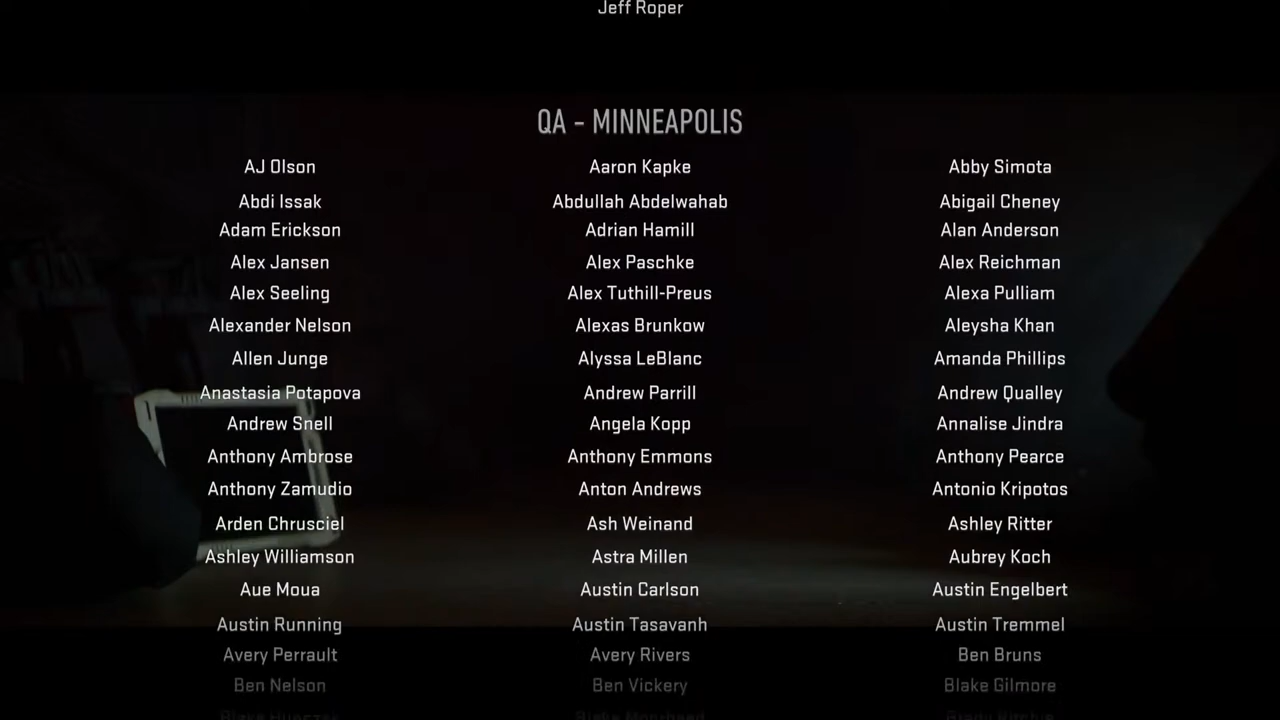 Jeff Roper
QA - MINNEAPOLIS
AJ Olson Aaron Kapke Abby Simota
Abdi Issak Abdullah Abdelwahab Abigail Cheney
Adam Erickson Adrian Hamill Alan Anderson
Alex Jansen Alex Paschke Alex Reichman
Alex Seeling Alex Tuthill-Preus Alexa Pulliam
Alexander Nelson Alexas Brunkow Aleysha Khan
Allen Junge Alyssa LeBlanc Amanda Phillips
Anastasia Potapova Andrew Parrill Andrew Qualley
Andrew Snell Angela Kopp Annalise Jindra
Anthony Ambrose Anthony Emmons Anthony Pearce
Anthony Zamudio Anton Andrews Antonio Kripotos
Arden Chrusciel Ash Weinand Ashley Ritter
Ashley Williamson Astra Millen Aubrey Koch
Aue Moua Austin Carlson Austin Engelbert
Austin Running Austin Tasavanh Austin Tremmel
Avery Perrault Avery Rivers Ben Bruns
Ben Nelson Ben Vickery Blake Gilmore